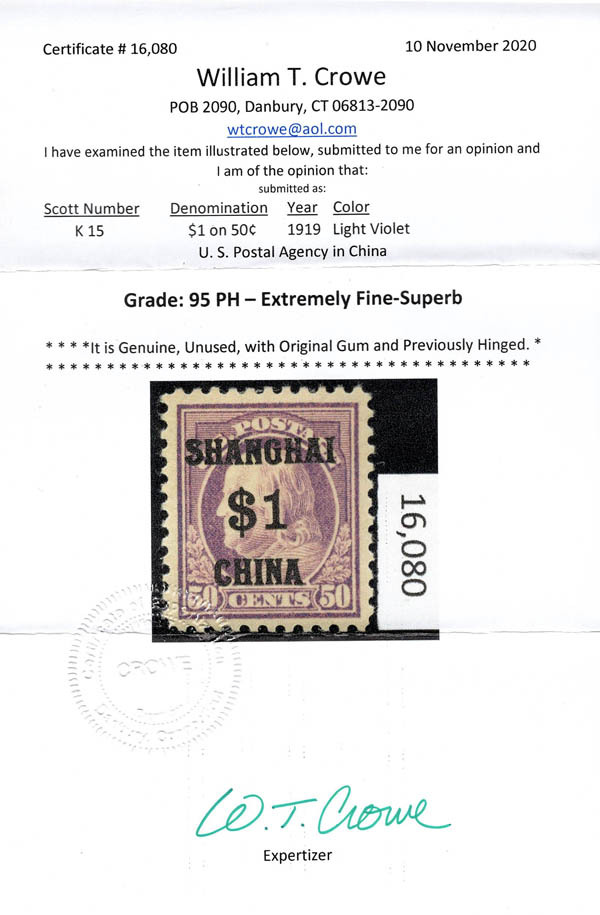 Certificate # 16,080 10 November 2020
William T. Crowe
POB 2090, Danbury, CT 06813-2090
wtcrowe@aol.com
I have examined the item illustrated below, submitted to me for an opinion and
I am of the opinion that:
submitted as:
Scott Number Denomination Year Color
K 15 $1 on 50¢ 1919 Light Violet
U. S. Postal Agency in China
Grade: 95 PH – Extremely Fine-Superb
* * * *It is Genuine, Unused, with Original Gum and Previously Hinged. *
* * * * * * * * * * * * * * * * * * * * * * * * * * * * * * * * * * * * * * * *
POSTAGE
SHANGHAI
$1
CHINA
50 CENTS 50
16,080
CROWE
W. T. Crowe
Expertizer